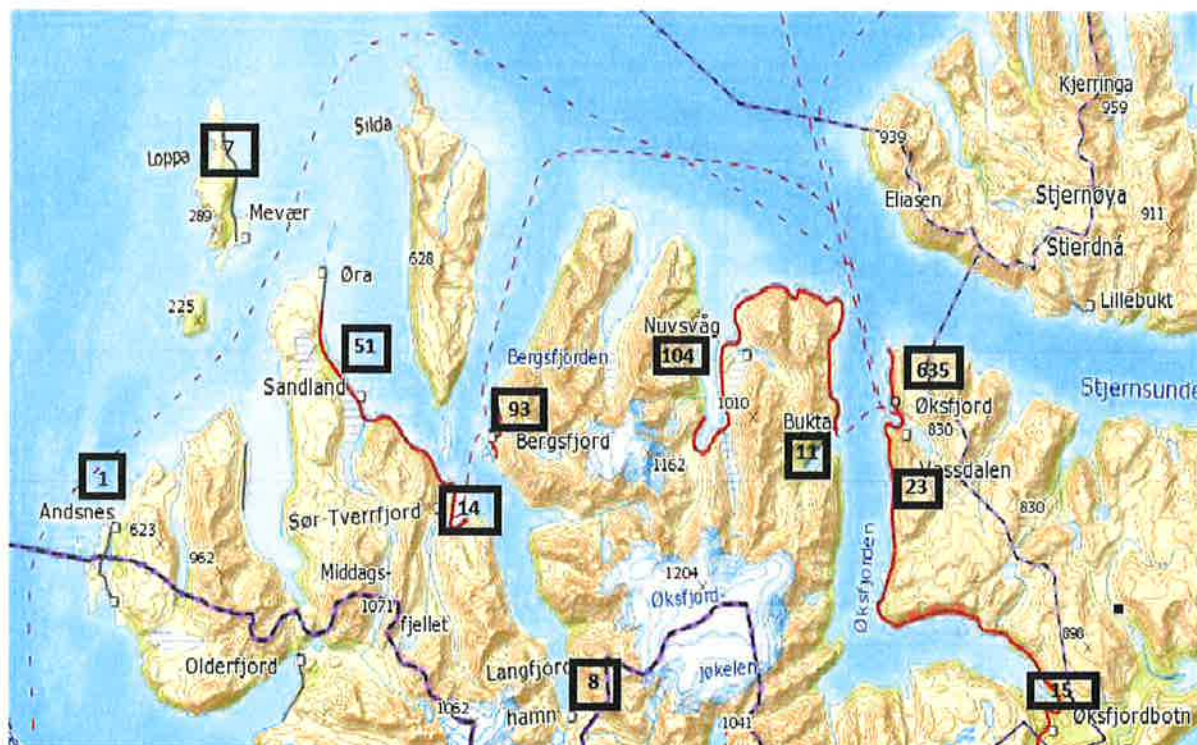 Kjerringa
959
939
Silda
7
Loppa
Eliasen
Stjernøya
911
289
Mevær
Stierdná
628
Øra
225
Lillebukt
Nuvsvåg
51
Bergsfjorden
104
635
Stjernsunde
Sandland
93
1010
Øksfjord
Bergsfjord
Bukta
830
1162
11
1
Vassdalen
23
Andsnes
14
Sør-Tverrfjord
623
830
962
Middags-
fjellet
1071
1204
Øksfjord-
jøkelen
Øksfjorden
898
Olderfjord
Langfjord
hamn
8
15
1062
1041
Øksfjordbotn